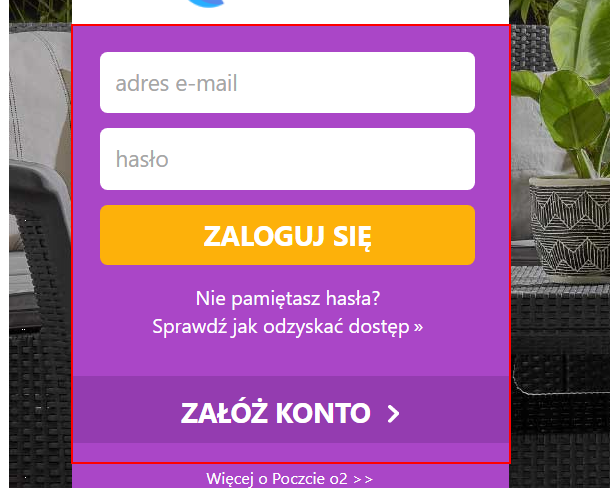 adres e-mail
hasło
ZALOGUJ SIĘ
Nie pamiętasz hasła?
Sprawdź jak odzyskać dostęp »
ZAŁÓŻ KONTO
Więcej o Poczcie o2 >>